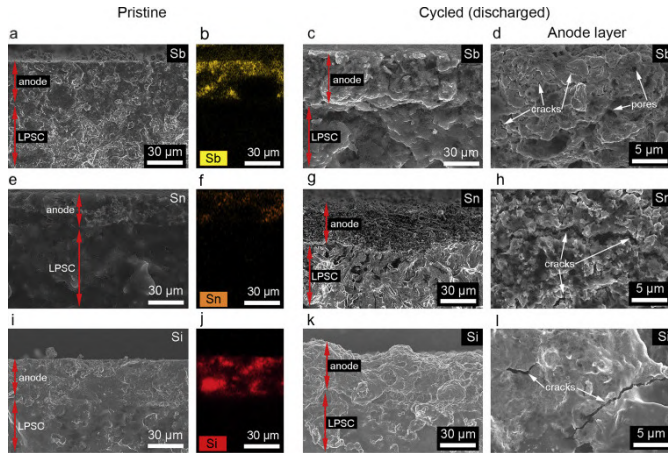 Pristine
Cycled (discharged)
Anode layer
a
Sb
anode
LPSC
30 µm
b
Sb
30 µm
c
Sb
anode
LPSC
30 µm
d
Sb
cracks
pores
5 µm
e
Sn
anode
LPSC
30 µm
f
Sn
30 µm
g
Sn
anode
LPSC
30 µm
h
Sn
cracks
5 µm
i
Si
anode
LPSC
30 µm
j
Si
30 µm
k
Si
anode
LPSC
30 µm
l
Si
cracks
5 µm